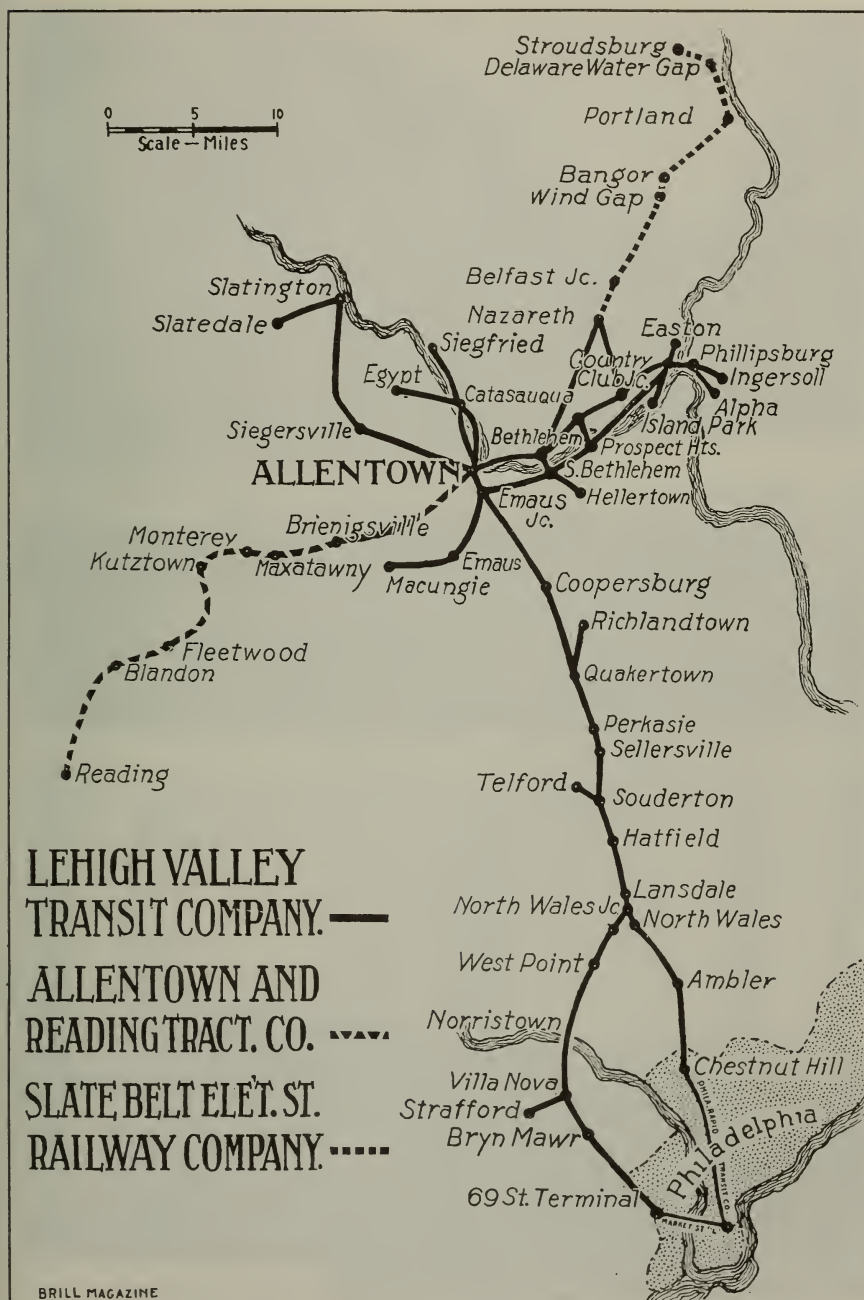 Stroudsburg
Delaware Water Gap
Portland
0 5 10
Scale—Miles
Bangor
Wind Gap
Belfast Jc.
Slatington
Slatedale
Nazareth
Siegfried
Easton
Country
Club Jc.
Phillipsburg
Ingersoll
Egypt
Catasauqua
Alpha
Island Park
Siegersville
Bethlehem
Prospect Hts.
ALLENTOWN
S. Bethlehem
Hellertown
Emaus
Jc.
Brienigsville
Monterey
Kutztown
Maxatawny
Emaus
Macungie
Coopersburg
Richlandtown
Fleetwood
Blandon
Quakertown
Perkasie
Sellersville
Reading
Telford
Souderton
Hatfield
LEHIGH VALLEY
TRANSIT COMPANY.
Lansdale
North Wales Jc.
North Wales
West Point
Ambler
ALLENTOWN AND
READING TRACT. CO.
Norristown
Chestnut Hill
Villa Nova
Strafford
Bryn Mawr
SLATE BELT ELE'T. ST.
RAILWAY COMPANY.
PHILA. RAPID
TRANSIT CO.
Philadelphia
69 St. Terminal
MARKET ST "L"
BRILL MAGAZINE